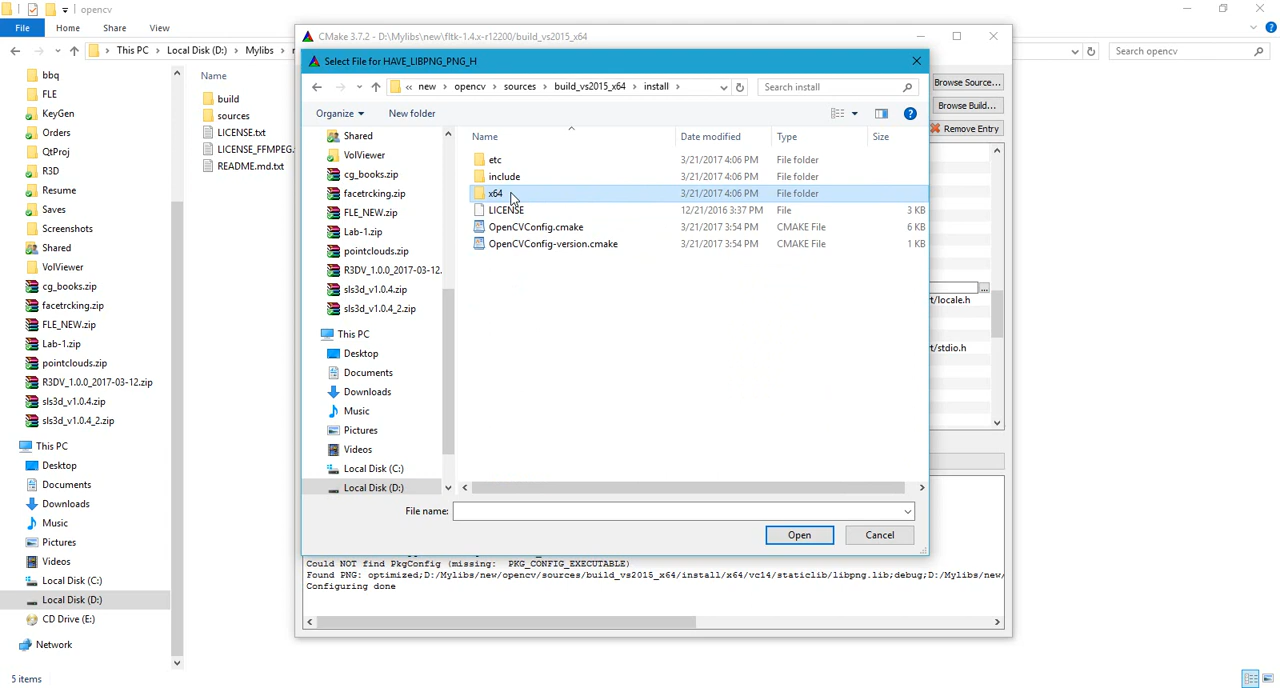 opencv
File
Home
Share
View
This PC
Local Disk (D:)
Mylibs
Search opencv
bbq
FLE
KeyGen
Orders
QtProj
R3D
Resume
Saves
Screenshots
Shared
VolViewer
cg_books.zip
facetrcking.zip
FLE_NEW.zip
Lab-1.zip
pointclouds.zip
R3DV_1.0.0_2017-03-12.zip
sls3d_v1.0.4.zip
sls3d_v1.0.4_2.zip
This PC
Desktop
Documents
Downloads
Music
Pictures
Videos
Local Disk (C:)
Local Disk (D:)
CD Drive (E:)
Network
5 items
Name
build
sources
LICENSE.txt
LICENSE_FFMPEG.
README.md.txt
CMake 3.7.2 - D:\Mylibs\new\fltk-1.4.x-r12200/build_vs2015_x64
Browse Source...
Browse Build...
Remove Entry
...
rt/locale.h
rt/stdio.h
Select File for HAVE_LIBPNG_PNG_H
« new
opencv
sources
build_vs2015_x64
install
Search install
Organize
New folder
Shared
VolViewer
cg_books.zip
facetrcking.zip
FLE_NEW.zip
Lab-1.zip
pointclouds.zip
R3DV_1.0.0_2017-03-12.
sls3d_v1.0.4.zip
sls3d_v1.0.4_2.zip
This PC
Desktop
Documents
Downloads
Music
Pictures
Videos
Local Disk (C:)
Local Disk (D:)
Name Date modified Type Size
etc 3/21/2017 4:06 PM File folder
include 3/21/2017 4:06 PM File folder
x64 3/21/2017 4:06 PM File folder
LICENSE 12/21/2016 3:37 PM File 3 KB
OpenCVConfig.cmake 3/21/2017 3:54 PM CMAKE File 6 KB
OpenCVConfig-version.cmake 3/21/2017 3:54 PM CMAKE File 1 KB
File name:
Open
Cancel
Could NOT find PkgConfig (missing: PKG_CONFIG_EXECUTABLE)
Found PNG: optimized;D:/Mylibs/new/opencv/sources/build_vs2015_x64/install/x64/vc14/staticlib/libpng.lib;debug;D:/Mylibs/new/
Configuring done